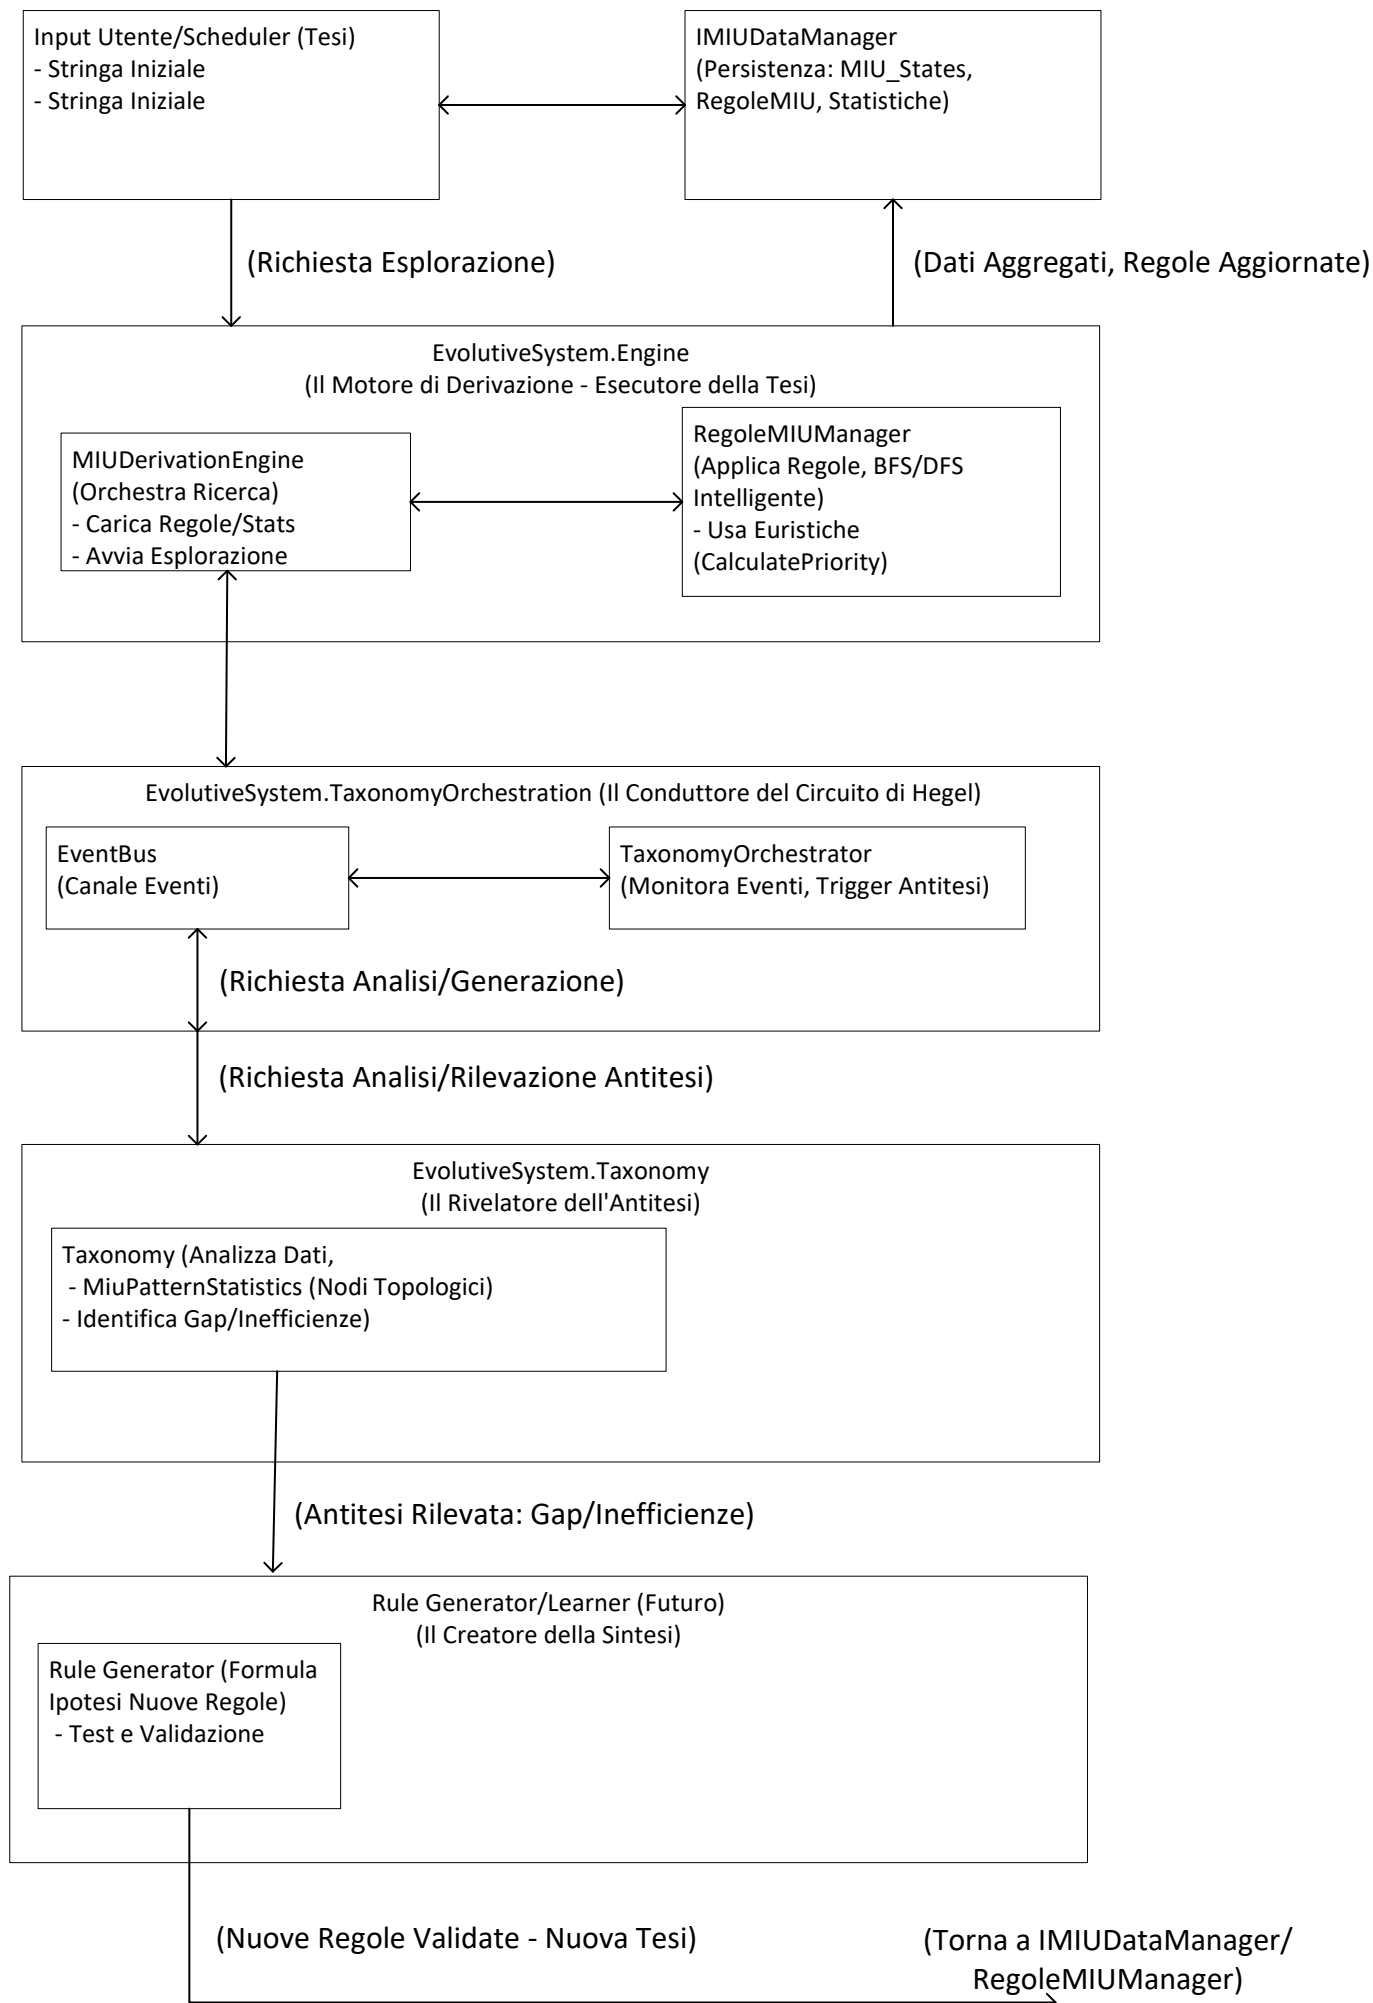 Input Utente/Scheduler (Tesi)
- Stringa Iniziale
- Stringa Iniziale
IMIUDataManager
(Persistenza: MIU_States,
RegoleMIU, Statistiche)
(Richiesta Esplorazione)
(Dati Aggregati, Regole Aggiornate)
EvolutiveSystem.Engine
(Il Motore di Derivazione - Esecutore della Tesi)
MIUDerivationEngine
(Orchestra Ricerca)
- Carica Regole/Stats
- Avvia Esplorazione
RegoleMIUManager
(Applica Regole, BFS/DFS
Intelligente)
- Usa Euristiche
(CalculatePriority)
EvolutiveSystem.TaxonomyOrchestration (Il Conduttore del Circuito di Hegel)
EventBus
(Canale Eventi)
TaxonomyOrchestrator
(Monitora Eventi, Trigger Antitesi)
(Richiesta Analisi/Generazione)
(Richiesta Analisi/Rilevazione Antitesi)
EvolutiveSystem.Taxonomy
(Il Rivelatore dell'Antitesi)
Taxonomy (Analizza Dati,
- MiuPatternStatistics (Nodi Topologici)
- Identifica Gap/Inefficienze)
(Antitesi Rilevata: Gap/Inefficienze)
Rule Generator/Learner (Futuro)
(Il Creatore della Sintesi)
Rule Generator (Formula
Ipotesi Nuove Regole)
- Test e Validazione
(Nuove Regole Validate - Nuova Tesi)
(Torna a IMIUDataManager/
RegoleMIUManager)